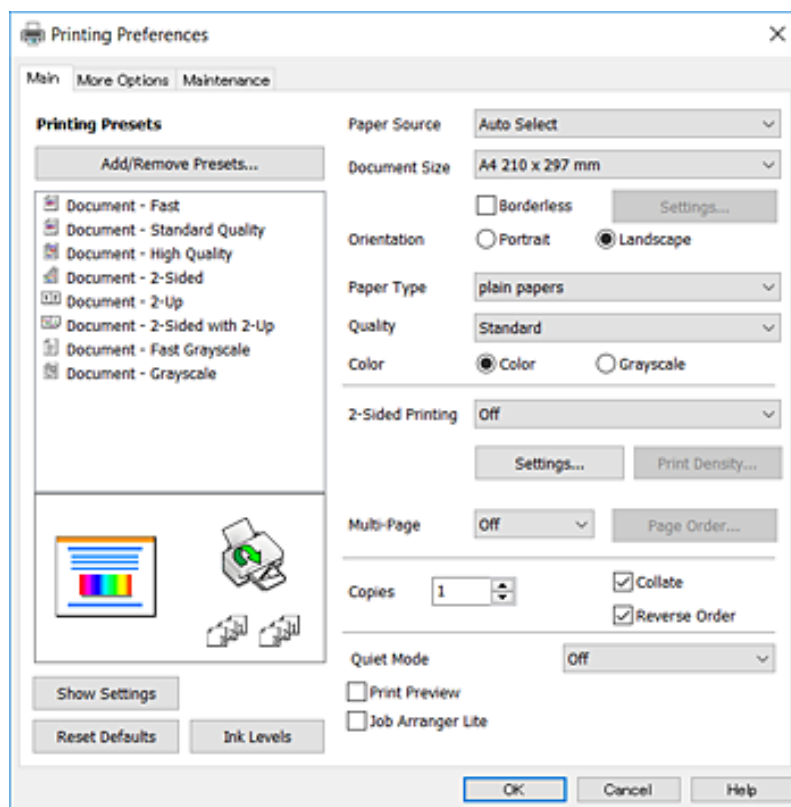 Printing Preferences
Main More Options Maintenance
Printing Presets
Add/Remove Presets...
Document - Fast
Document - Standard Quality
Document - High Quality
Document - 2-Sided
Document - 2-Up
Document - 2-Sided with 2-Up
Document - Fast Grayscale
Document - Grayscale
Show Settings
Reset Defaults Ink Levels
Paper Source Auto Select
Document Size A4 210 x 297 mm
Borderless Settings...
Orientation Portrait Landscape
Paper Type plain papers
Quality Standard
Color Color Grayscale
2-Sided Printing Off
Settings... Print Density...
Multi-Page Off Page Order...
Copies 1 Collate
Reverse Order
Quiet Mode Off
Print Preview
Job Arranger Lite
OK Cancel Help